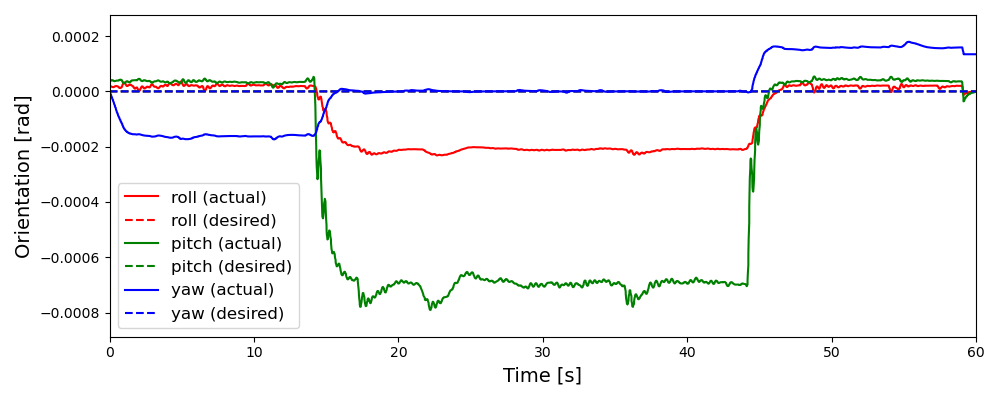 0.0002
0.0000
−0.0002
−0.0004
−0.0006
−0.0008
Orientation [rad]
roll (actual)
roll (desired)
pitch (actual)
pitch (desired)
yaw (actual)
yaw (desired)
0 10 20 30 40 50 60
Time [s]